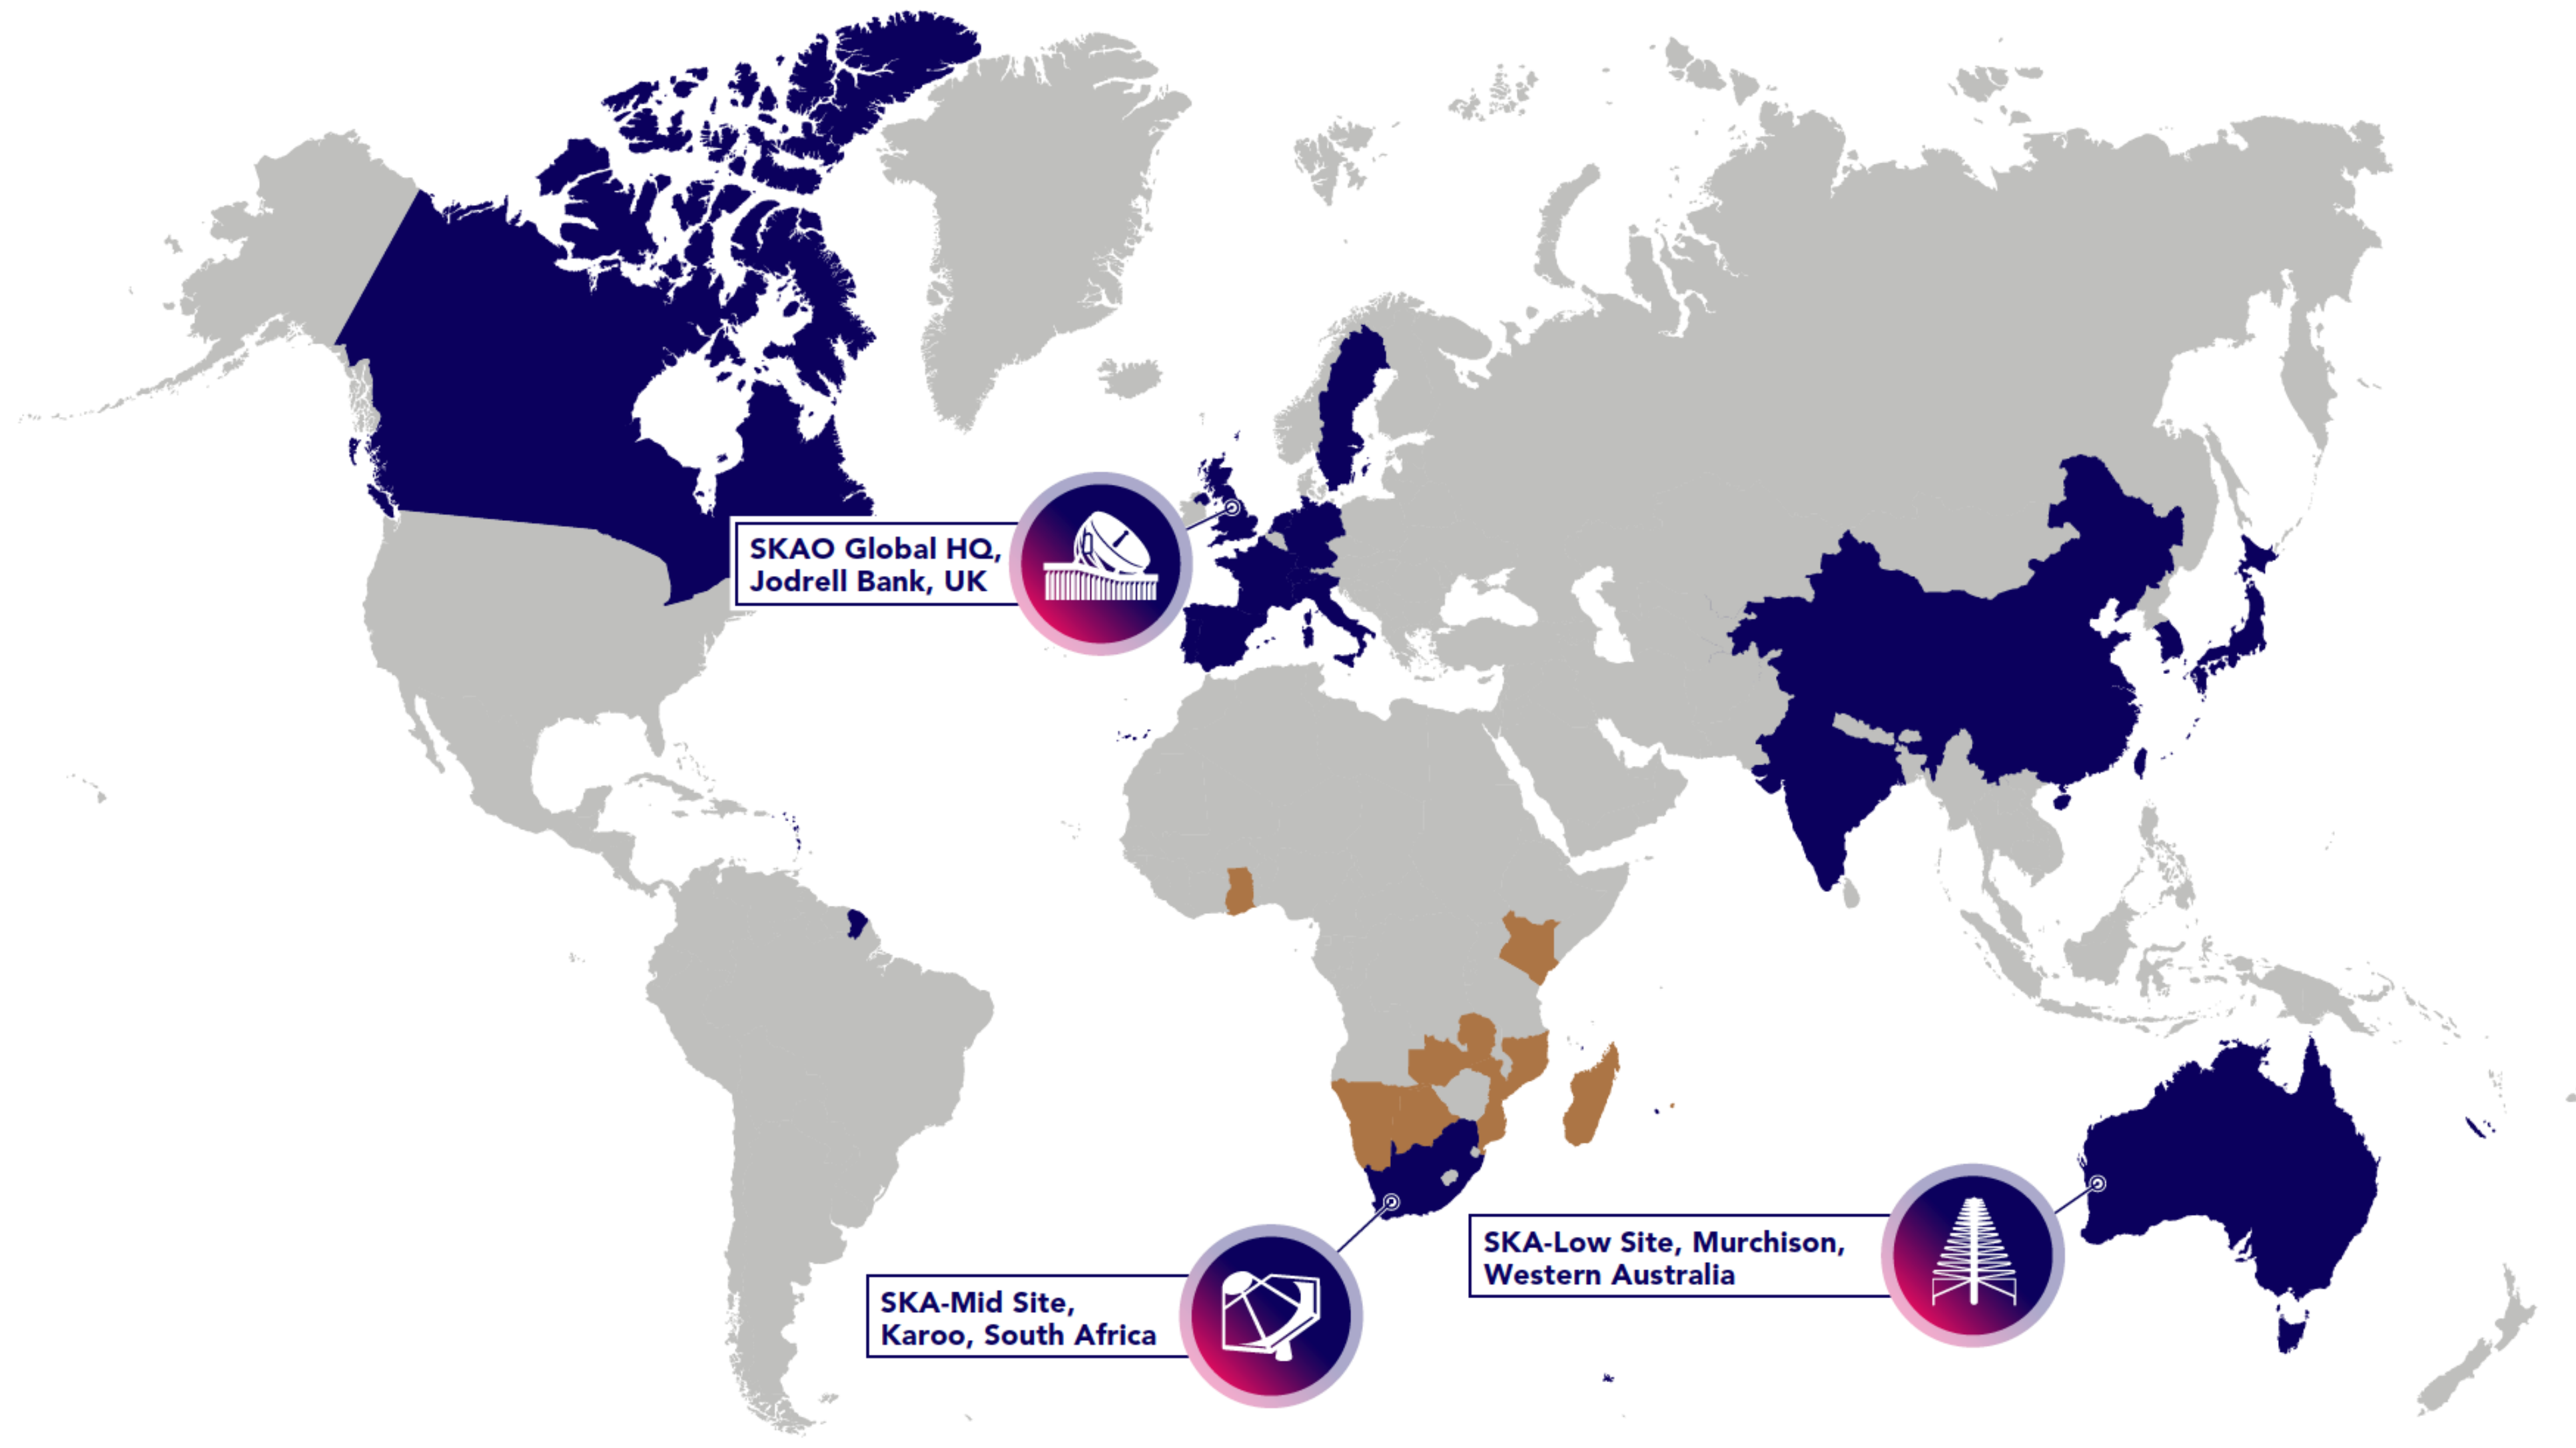 SKAO Global HQ,
Jodrell Bank, UK
SKA-Low Site, Murchison,
Western Australia
SKA-Mid Site,
Karoo, South Africa